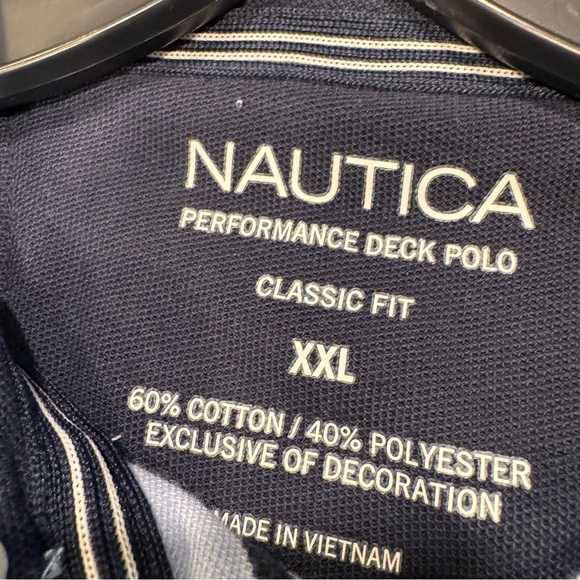 NAUTICA
PERFORMANCE DECK POLO
CLASSIC FIT
XXL
60% COTTON / 40% POLYESTER
EXCLUSIVE OF DECORATION
MADE IN VIETNAM